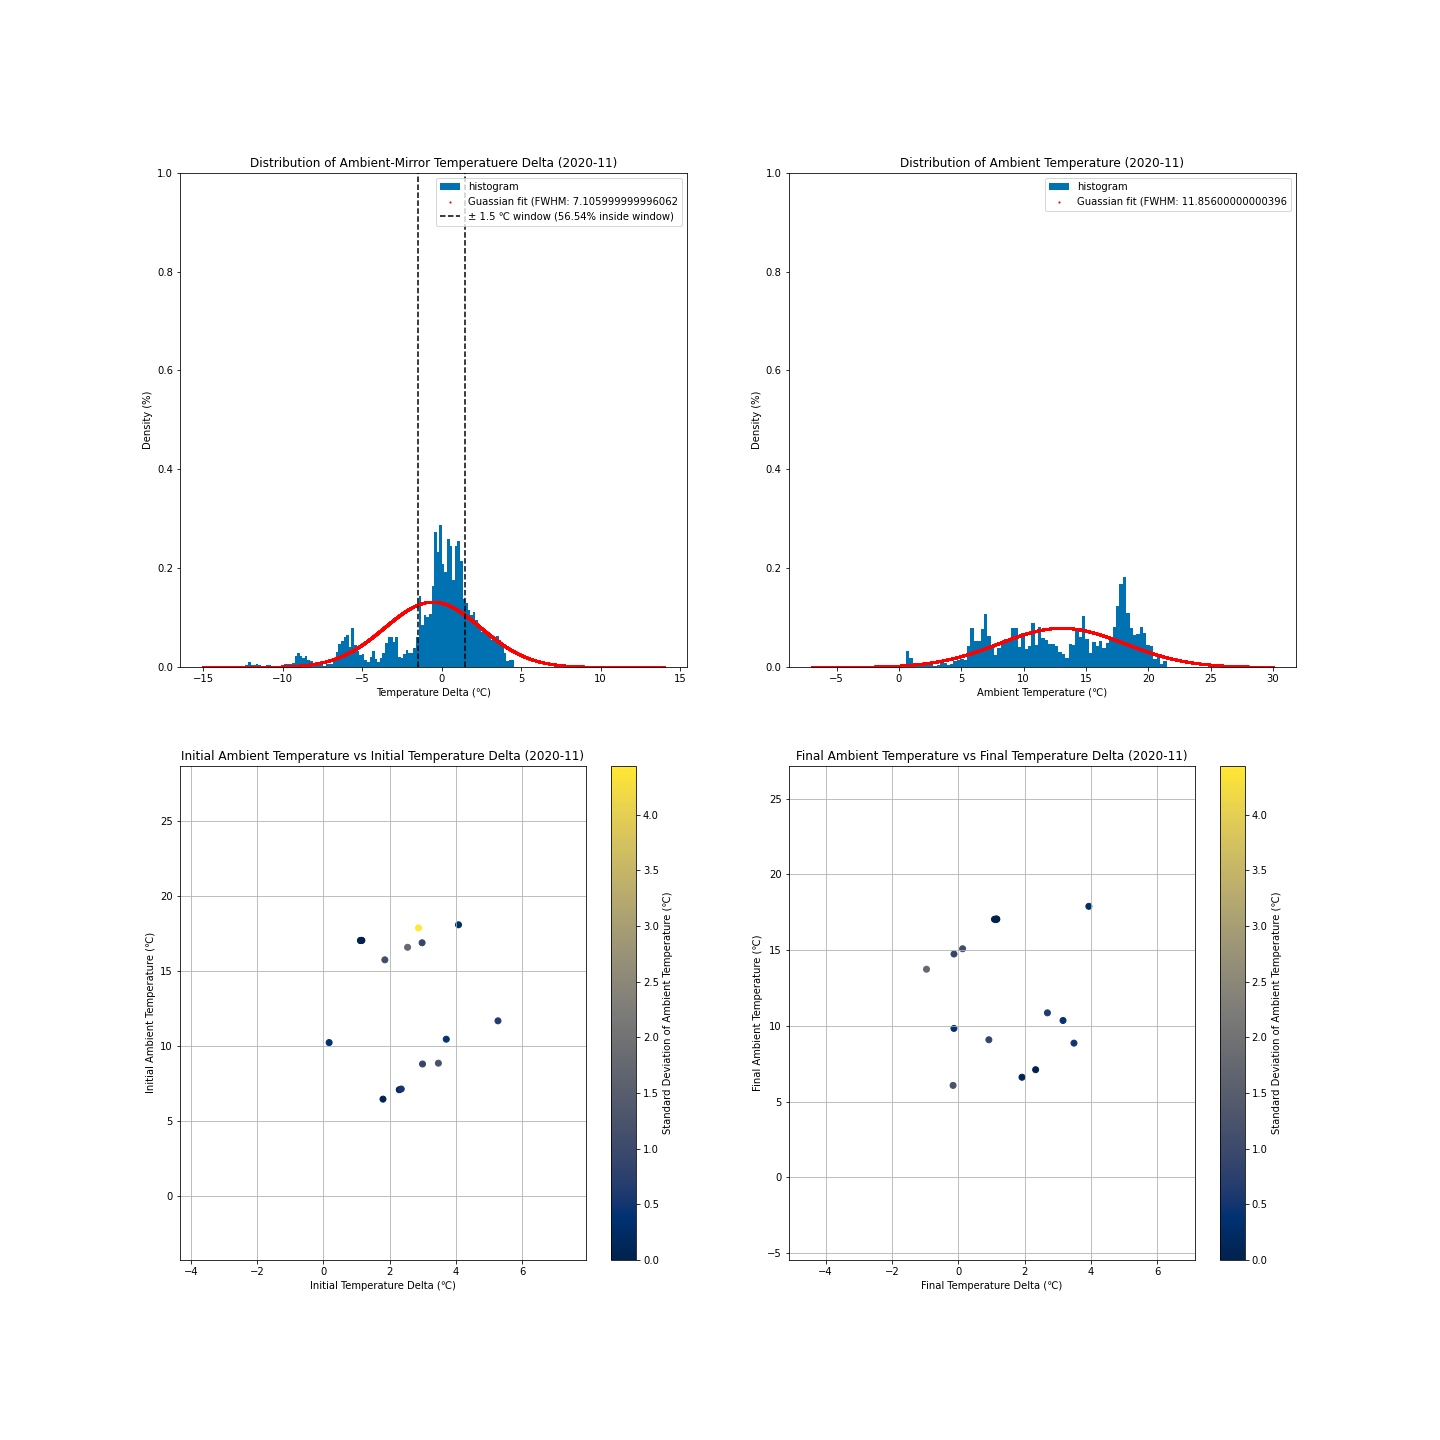 Distribution of Ambient-Mirror Temperatuere Delta (2020-11)
1.0
0.8
0.6
0.4
0.2
0.0
Density (%)
histogram
Guassian fit (FWHM: 7.105999999996062
± 1.5 °C window (56.54% inside window)
−15 −10 −5 0 5 10 15
Temperature Delta (°C)
Distribution of Ambient Temperature (2020-11)
1.0
0.8
0.6
0.4
0.2
0.0
Density (%)
histogram
Guassian fit (FWHM: 11.85600000000396
−5 0 5 10 15 20 25 30
Ambient Temperature (°C)
Initial Ambient Temperature vs Initial Temperature Delta (2020-11)
25
20
15
10
5
0
Initial Ambient Temperature (°C)
−4 −2 0 2 4 6
Initial Temperature Delta (°C)
4.0
3.5
3.0
2.5
2.0
1.5
1.0
0.5
0.0
Standard Deviation of Ambient Temperature (°C)
Final Ambient Temperature vs Final Temperature Delta (2020-11)
25
20
15
10
5
0
−5
Final Ambient Temperature (°C)
−4 −2 0 2 4 6
Final Temperature Delta (°C)
4.0
3.5
3.0
2.5
2.0
1.5
1.0
0.5
0.0
Standard Deviation of Ambient Temperature (°C)